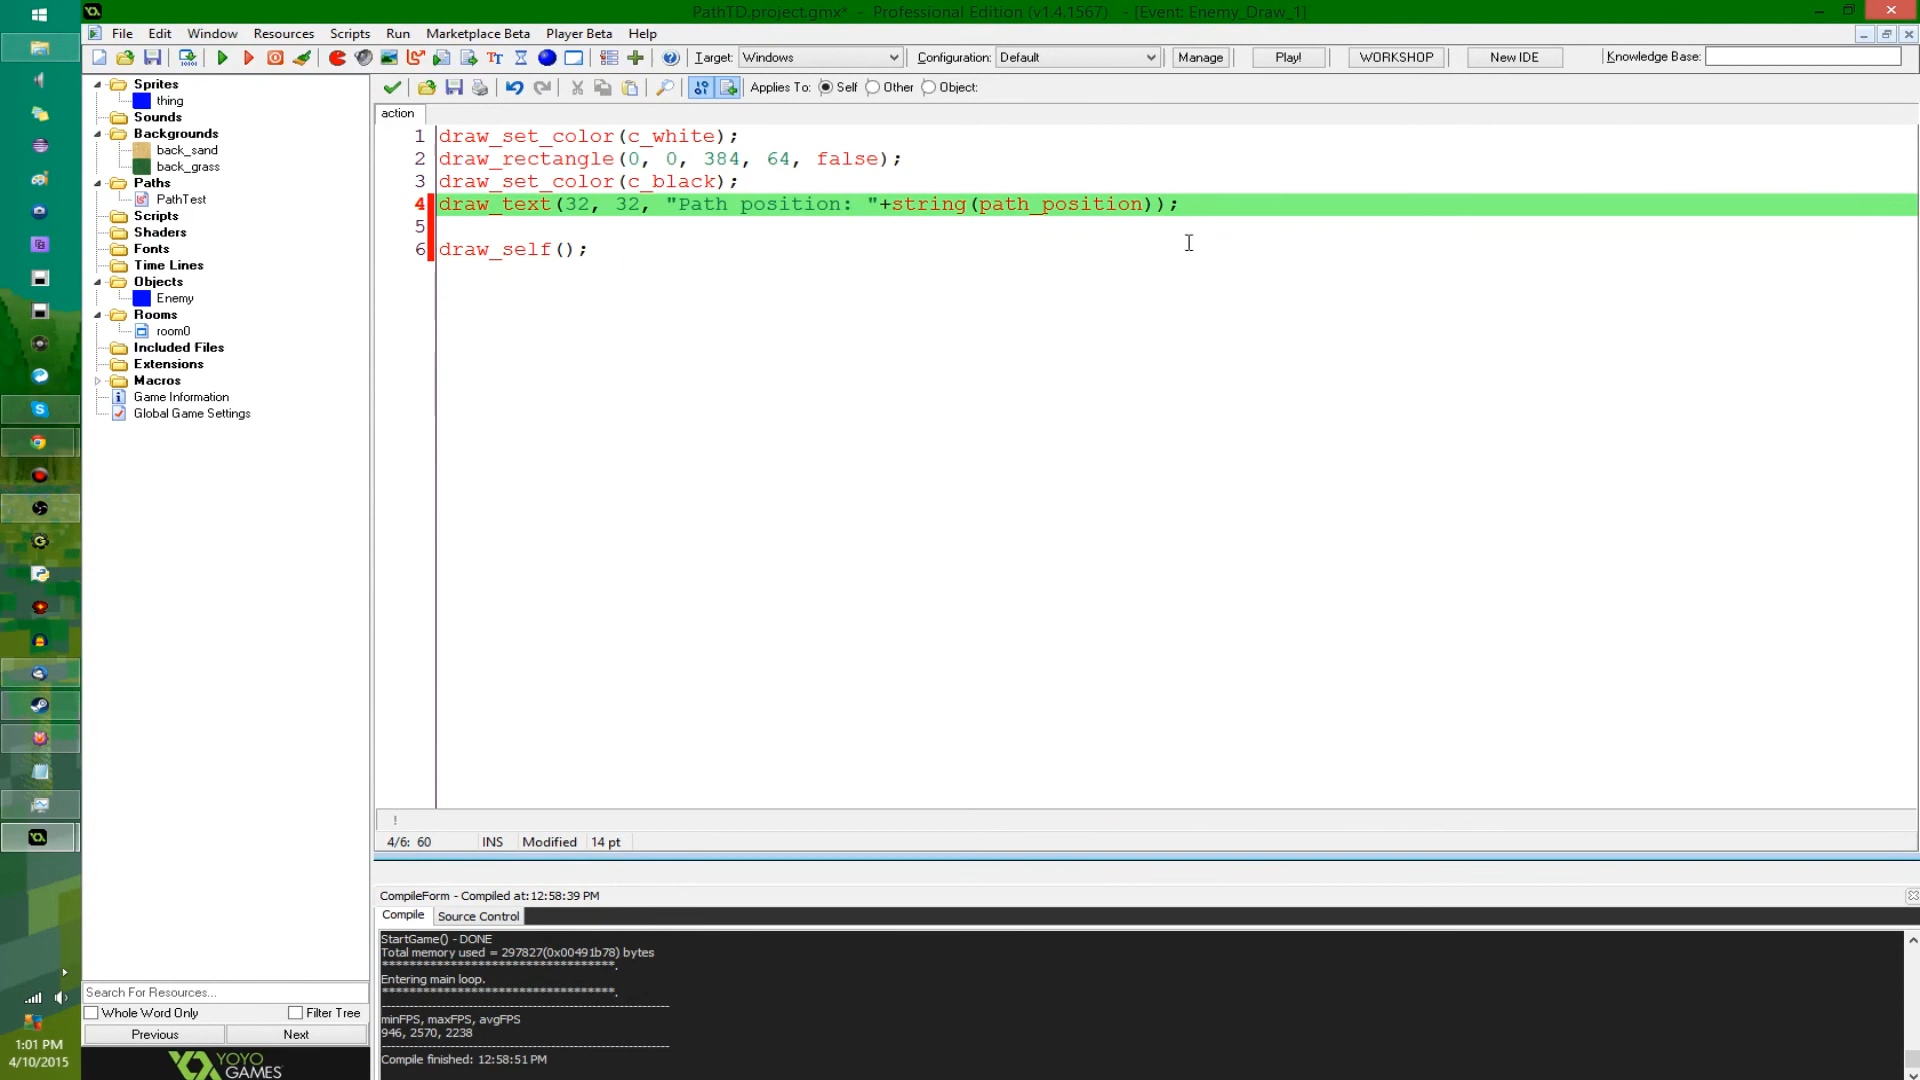 PathTD.project.gmx* - Professional Edition (v1.4.1567) - [Event: Enemy_Draw_1]
File Edit Window Resources Scripts Run Marketplace Beta Player Beta Help
Target: Windows Configuration: Default Manage Play! WORKSHOP New IDE Knowledge Base:
Applies To: Self Other Object:
action
Sprites
thing
Sounds
Backgrounds
back_sand
back_grass
Paths
PathTest
Scripts
Shaders
Fonts
Time Lines
Objects
Enemy
Rooms
room0
Included Files
Extensions
Macros
Game Information
Global Game Settings
1 draw_set_color(c_white);
2 draw_rectangle(0, 0, 384, 64, false);
3 draw_set_color(c_black);
4 draw_text(32, 32, "Path position: "+string(path_position));
5
6 draw_self();
!
4/6: 60 INS Modified 14 pt
CompileForm - Compiled at:12:58:39 PM
Compile Source Control
StartGame() - DONE
Total memory used = 297827(0x00491b78) bytes
**********************************.
Entering main loop.
**********************************.
minFPS, maxFPS, avgFPS
946, 2570, 2238
Compile finished: 12:58:51 PM
Search For Resources...
Whole Word Only Filter Tree
Previous Next
YOYO
GAMES
1:01 PM
4/10/2015